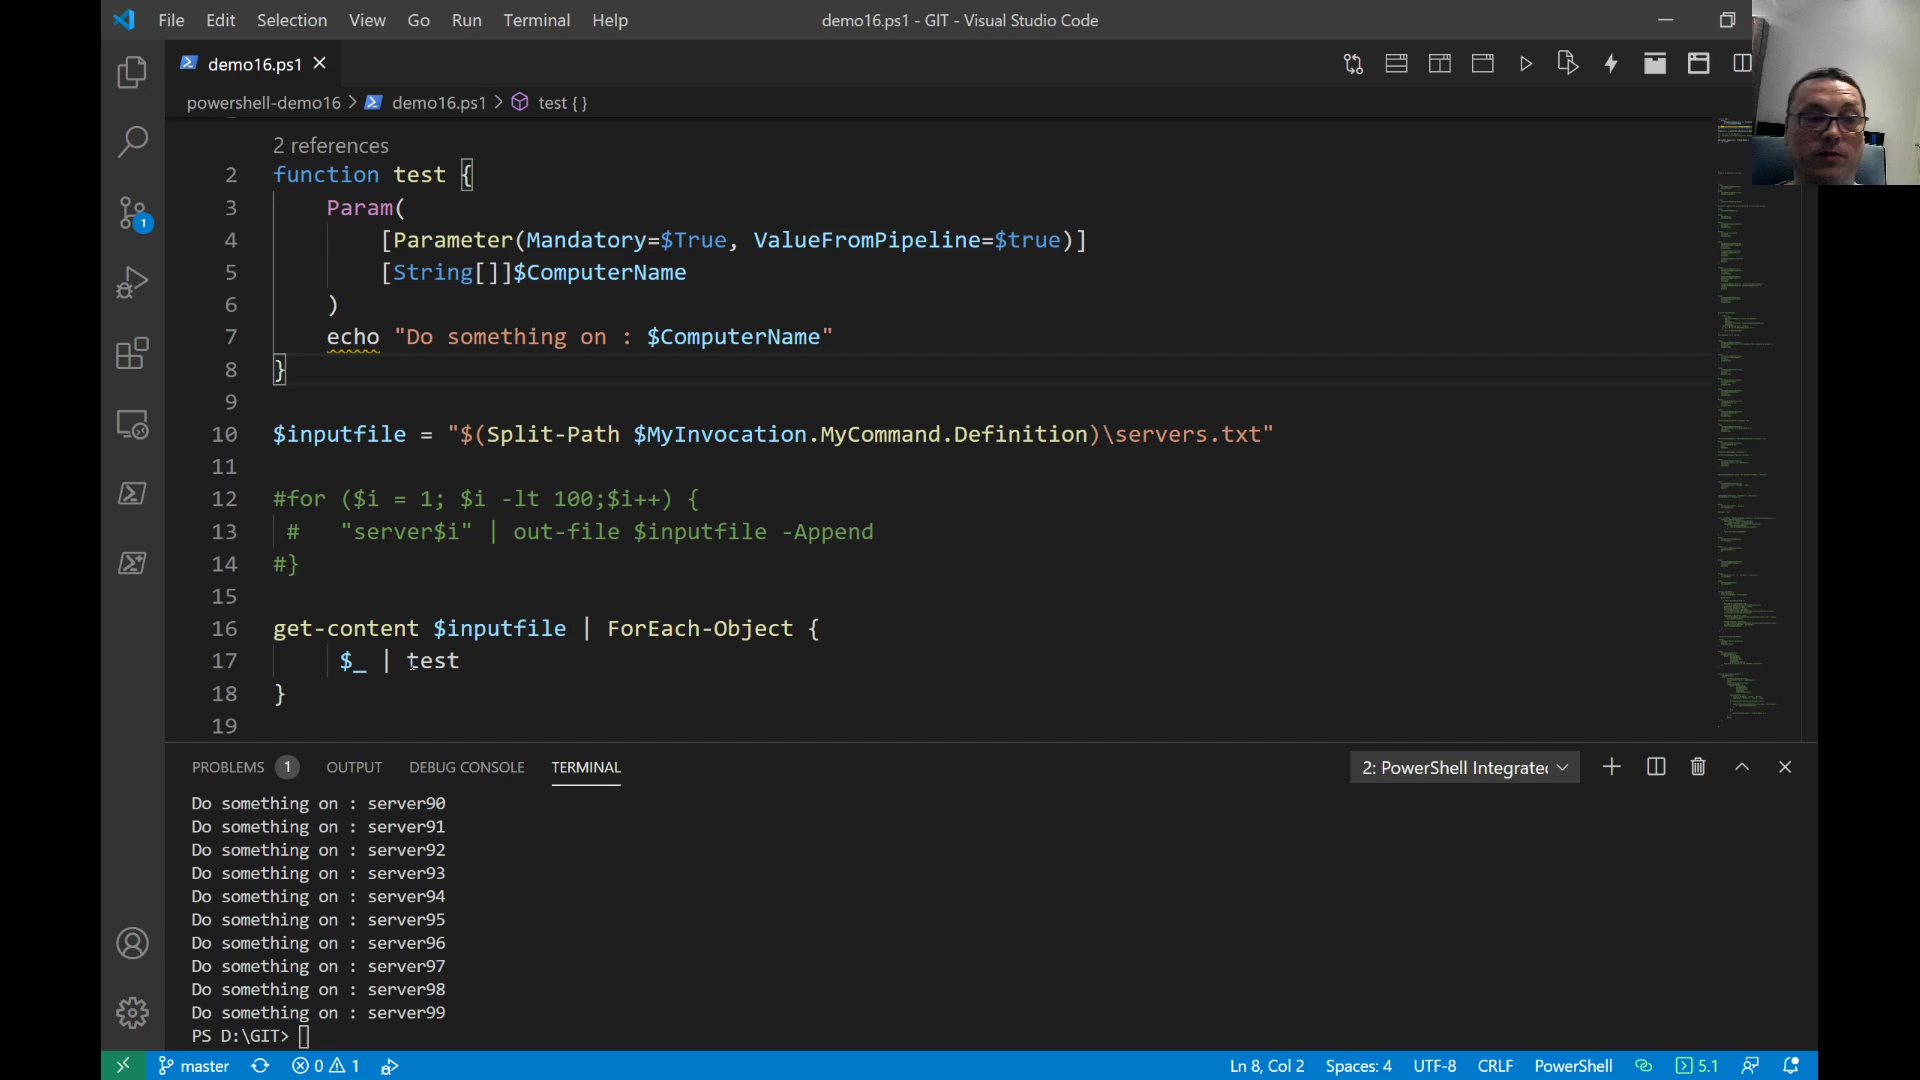 File Edit Selection View Go Run Terminal Help
demo16.ps1 - GIT - Visual Studio Code
demo16.ps1
powershell-demo16 > demo16.ps1 > test { }
2 references
2 function test {
3 Param(
4 [Parameter(Mandatory=$True, ValueFromPipeline=$true)]
5 [String[]]$ComputerName
6 )
7 echo "Do something on : $ComputerName"
8 }
9
10 $inputfile = "$(Split-Path $MyInvocation.MyCommand.Definition)\servers.txt"
11
12 #for ($i = 1; $i -lt 100;$i++) {
13 # "server$i" | out-file $inputfile -Append
14 #}
15
16 get-content $inputfile | ForEach-Object {
17 $_ | test
18 }
19
1
PROBLEMS 1 OUTPUT DEBUG CONSOLE TERMINAL
2: PowerShell Integrated
Do something on : server90
Do something on : server91
Do something on : server92
Do something on : server93
Do something on : server94
Do something on : server95
Do something on : server96
Do something on : server97
Do something on : server98
Do something on : server99
PS D:\GIT>
master 0 1
Ln 8, Col 2 Spaces: 4 UTF-8 CRLF PowerShell 5.1